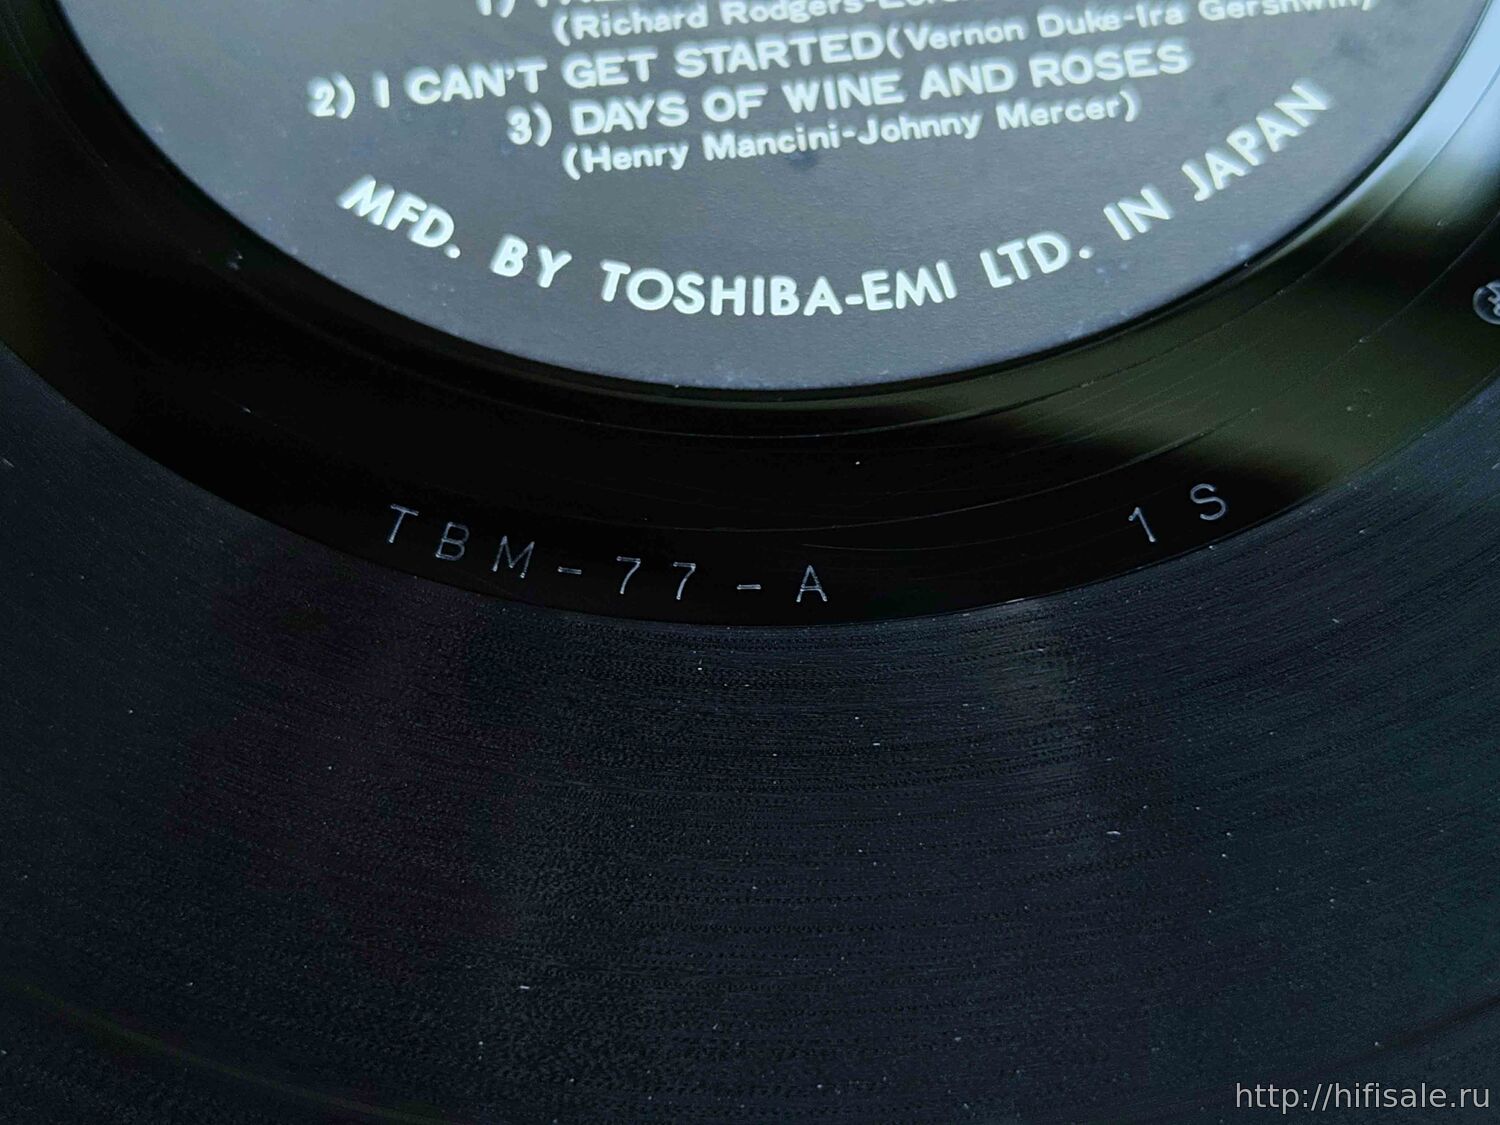 (Richard Rodgers-
2) I CAN'T GET STARTED(Vernon Duke-Ira Gershwin)
3) DAYS OF WINE AND ROSES
(Henry Mancini-Johnny Mercer)
MFD. BY TOSHIBA-EMI LTD. IN JAPAN
TBM-77-A 1 S
http://hifisale.ru